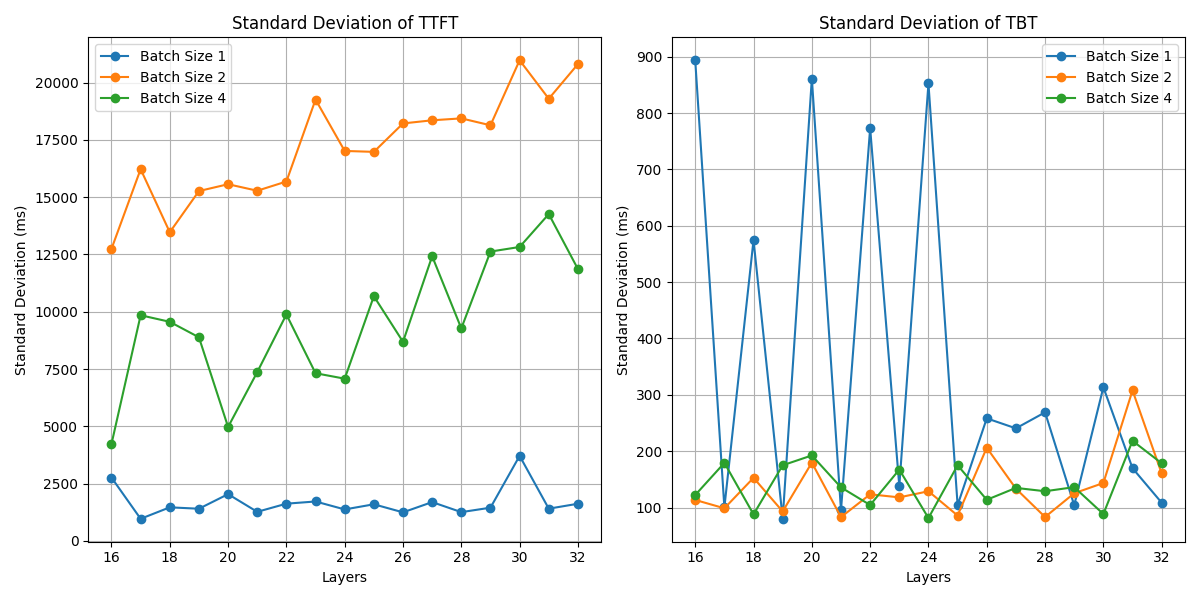 Standard Deviation of TTFT
Standard Deviation (ms)
20000
17500
15000
12500
10000
7500
5000
2500
0
Batch Size 1
Batch Size 2
Batch Size 4
16 18 20 22 24 26 28 30 32
Layers
Standard Deviation of TBT
Standard Deviation (ms)
900
800
700
600
500
400
300
200
100
Batch Size 1
Batch Size 2
Batch Size 4
16 18 20 22 24 26 28 30 32
Layers